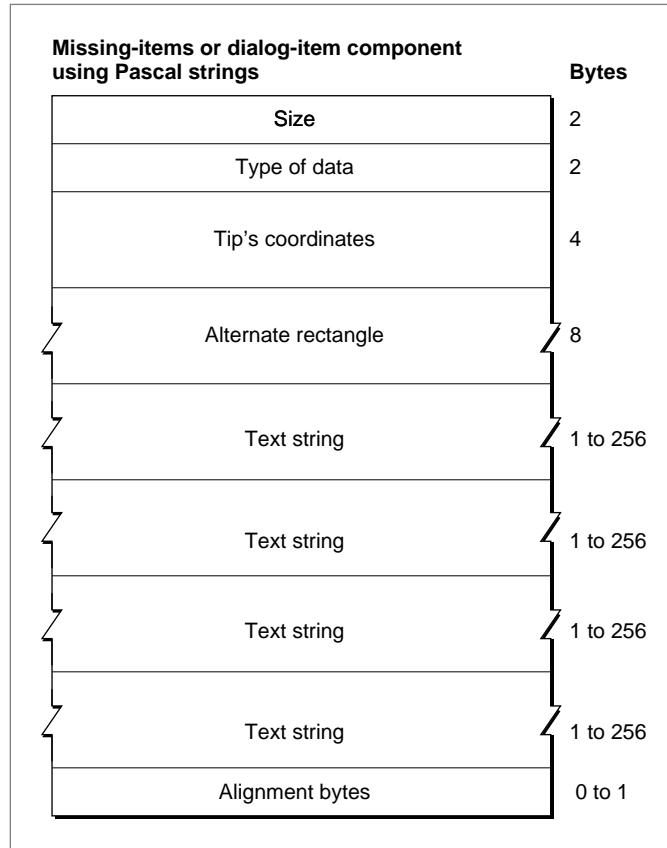 Missing-items or dialog-item component
using Pascal strings Bytes
Size 2
Type of data 2
Tip’s coordinates 4
Alternate rectangle 8
Text string 1 to 256
Text string 1 to 256
Text string 1 to 256
Text string 1 to 256
Alignment bytes 0 to 1